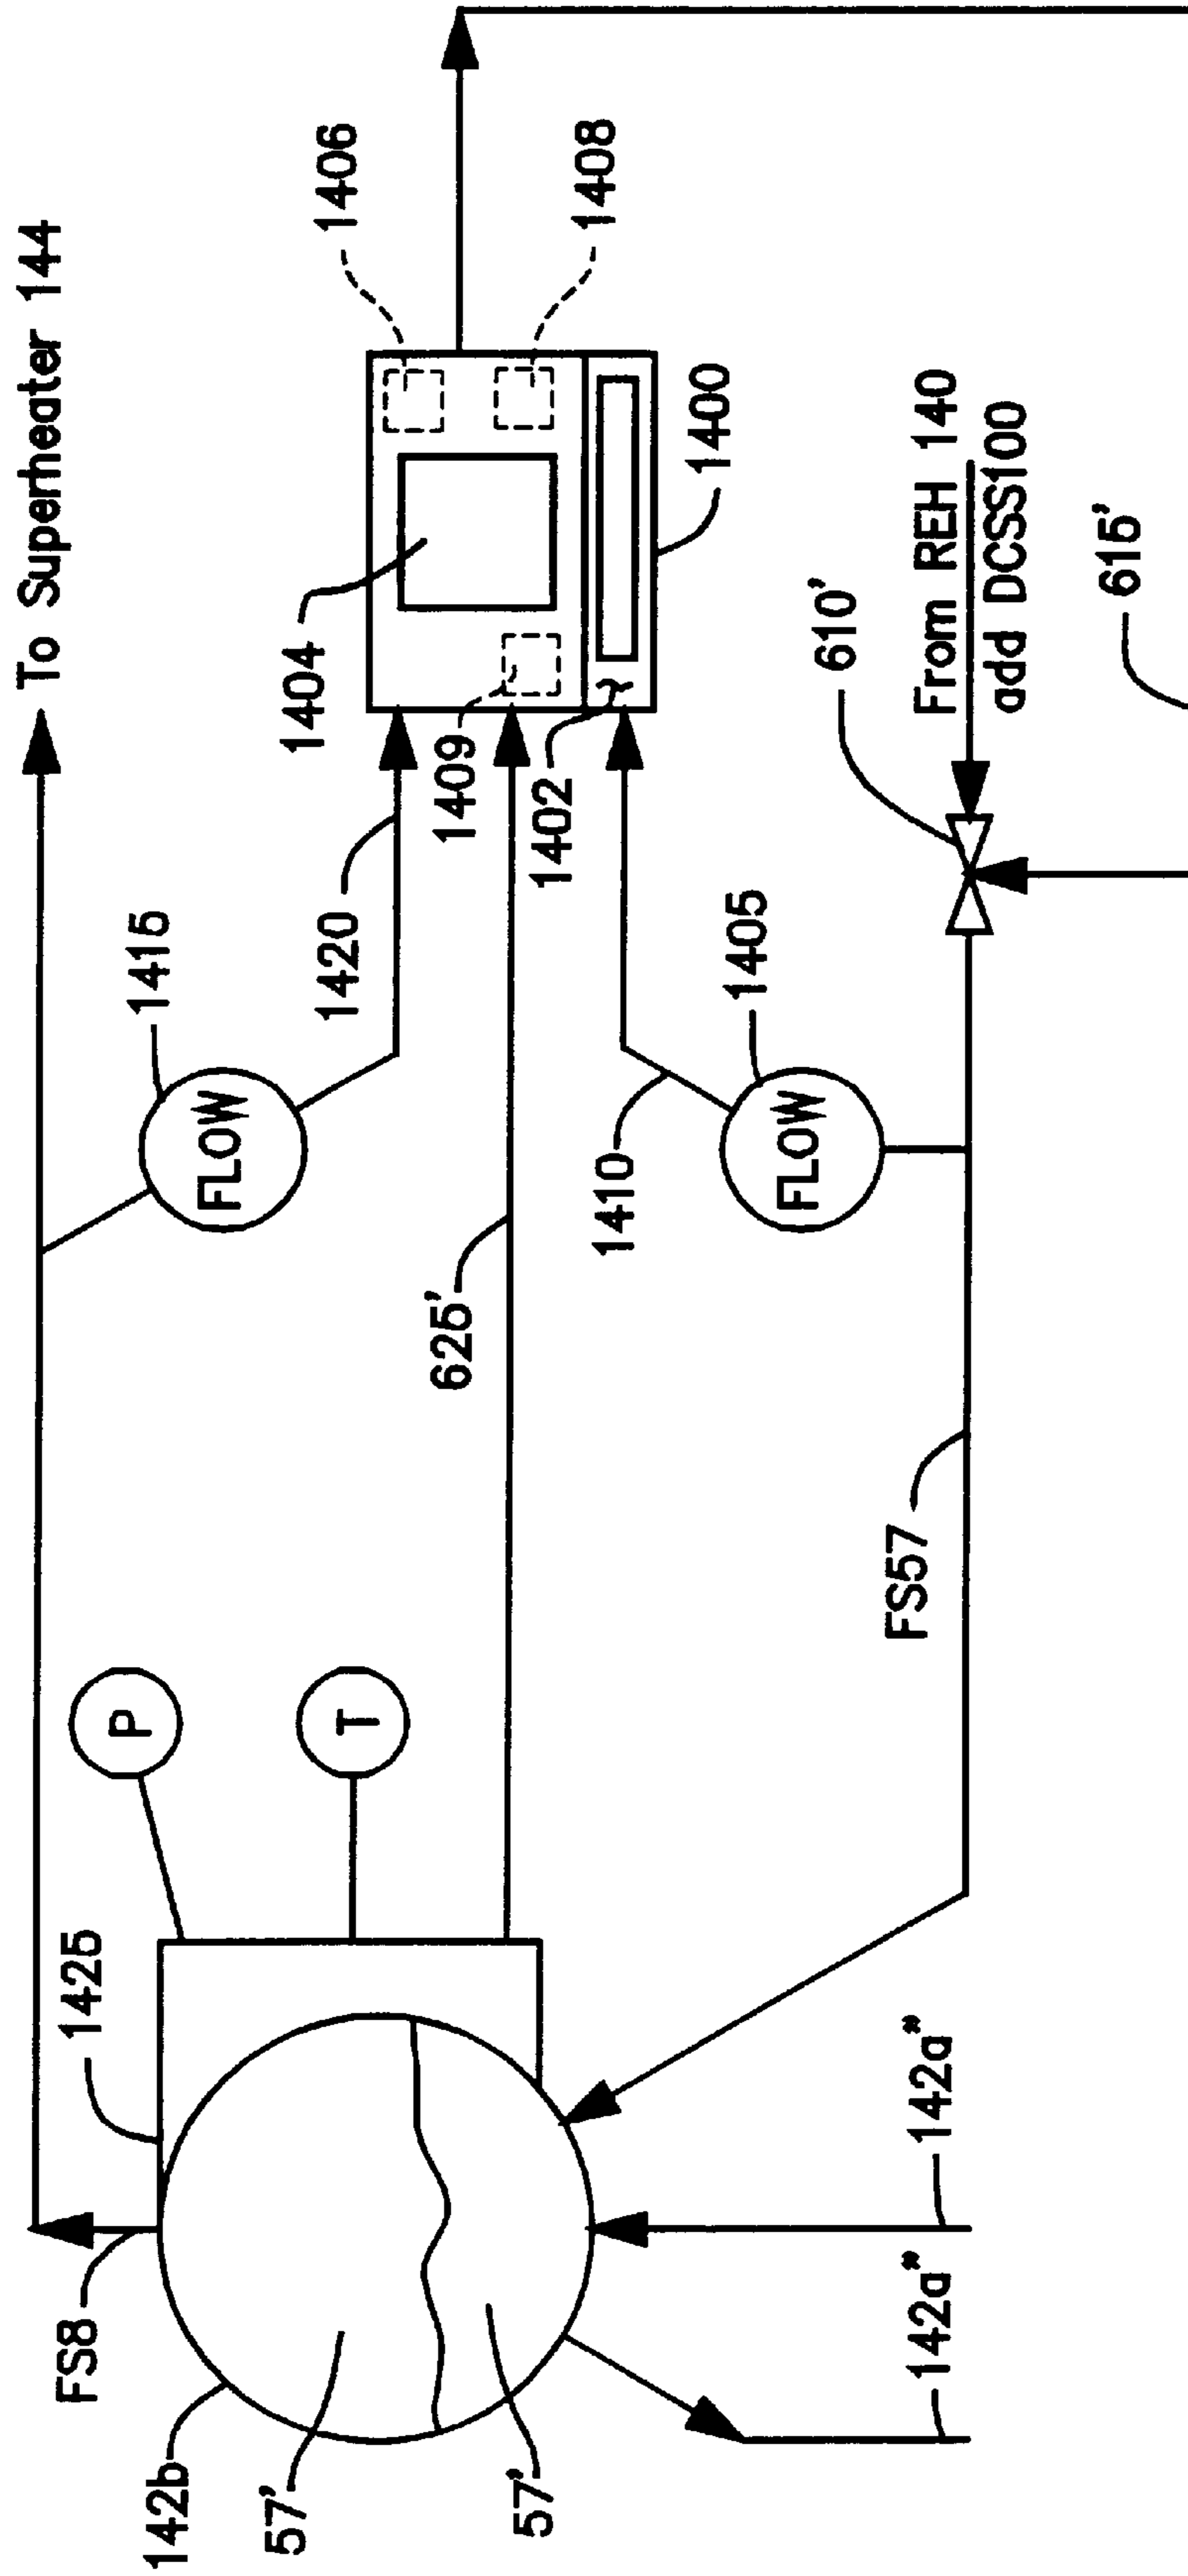 To Superheater 144
1406
1408
1404
1400
1409
1402
1415
FLOW
1420
625'
1410
FLOW
1405
610'
From REH 140
add DCSS100
615'
FS57
P
T
1425
FS8
142b
57'
57'
142a"
142a"